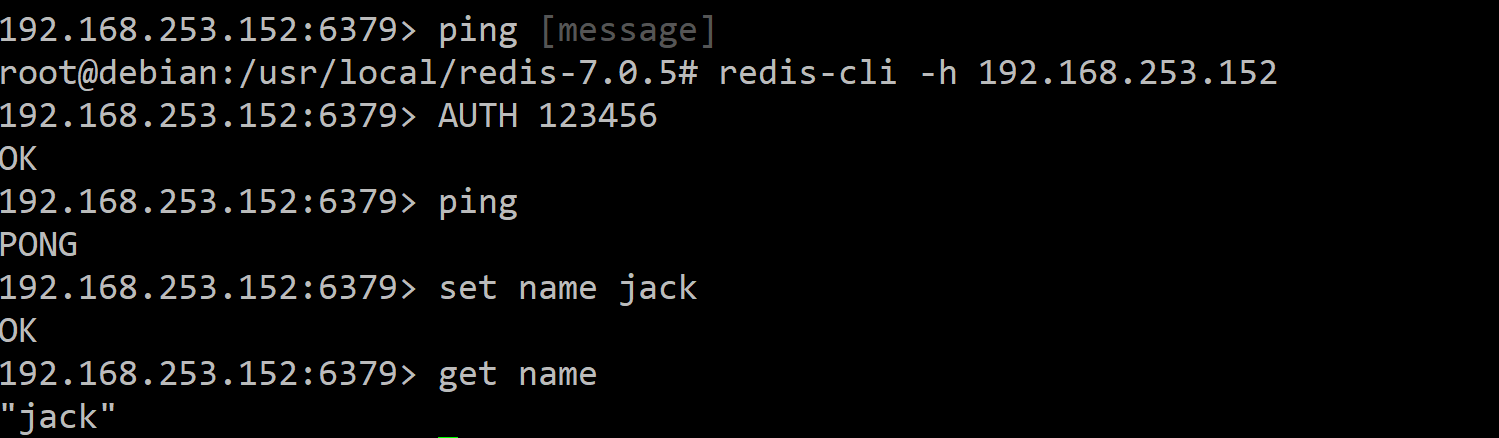 192.168.253.152:6379> ping [message]
root@debian:/usr/local/redis-7.0.5# redis-cli -h 192.168.253.152
192.168.253.152:6379> AUTH 123456
OK
192.168.253.152:6379> ping
PONG
192.168.253.152:6379> set name jack
OK
192.168.253.152:6379> get name
"jack"